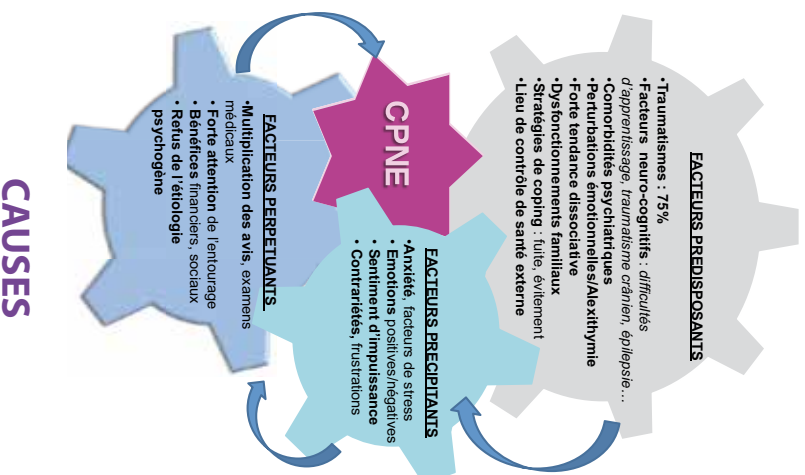 CAUSES
FACTEURS PREDISPOSANTS
•Traumatismes : 75%
•Facteurs neuro-cognitifs : difficultés
d'apprentissage, traumatisme crânien, épilepsie…
•Comorbidités psychiatriques
•Perturbations émotionnelles/Alexithymie
•Forte tendance dissociative
•Dysfonctionnements familiaux
•Stratégies de coping : fuite, évitement
•Lieu de contrôle de santé externe
CPNE
FACTEURS PRECIPITANTS
•Anxiété, facteurs de stress
• Emotions positives/négatives
• Sentiment d'impuissance
• Contrariétés, frustrations
FACTEURS PERPETUANTS
•Multiplication des avis, examens
médicaux
• Forte attention de l'entourage
• Bénéfices financiers, sociaux
• Refus de l'étiologie
psychogène